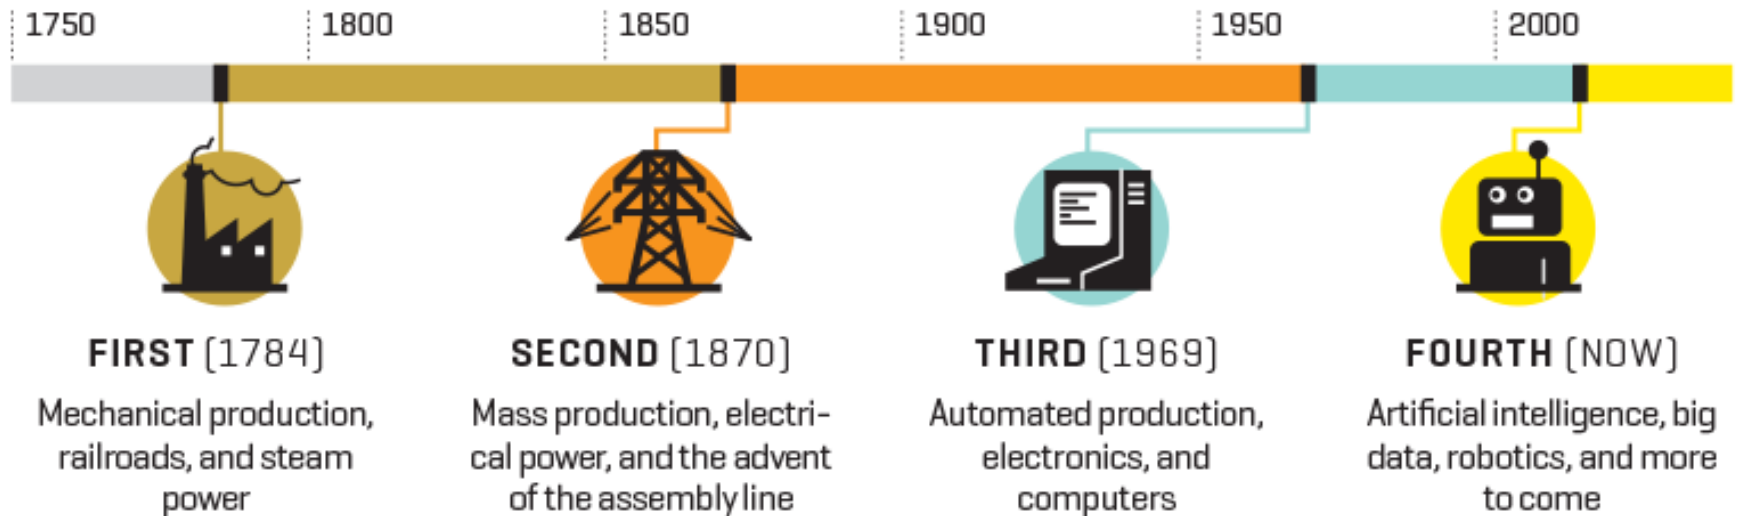 1750
1800
1850
1900
1950
2000
FIRST (1784)
Mechanical production,
railroads, and steam
power
SECOND (1870)
Mass production, electri-
cal power, and the advent
of the assembly line
THIRD (1969)
Automated production,
electronics, and
computers
FOURTH (NOW)
Artificial intelligence, big
data, robotics, and more
to come